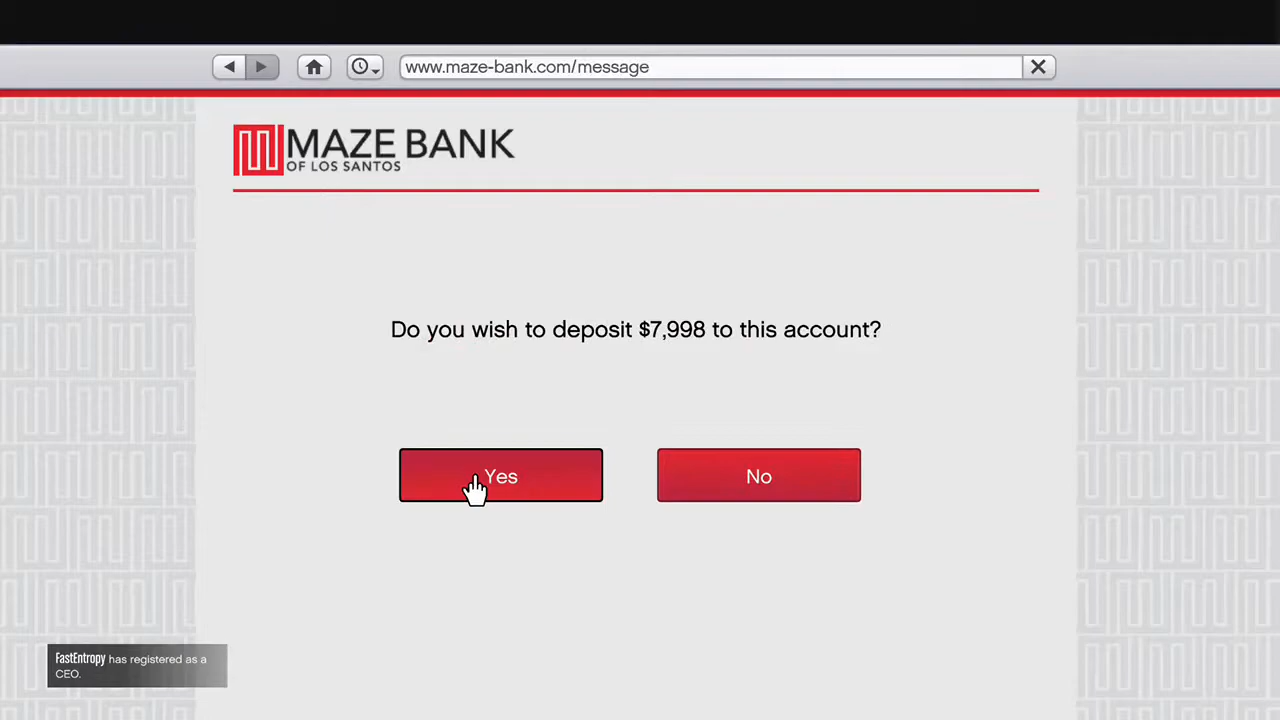 www.maze-bank.com/message
MAZE BANK
OF LOS SANTOS
Do you wish to deposit $7,998 to this account?
Yes
No
FastEntropy has registered as a
CEO.